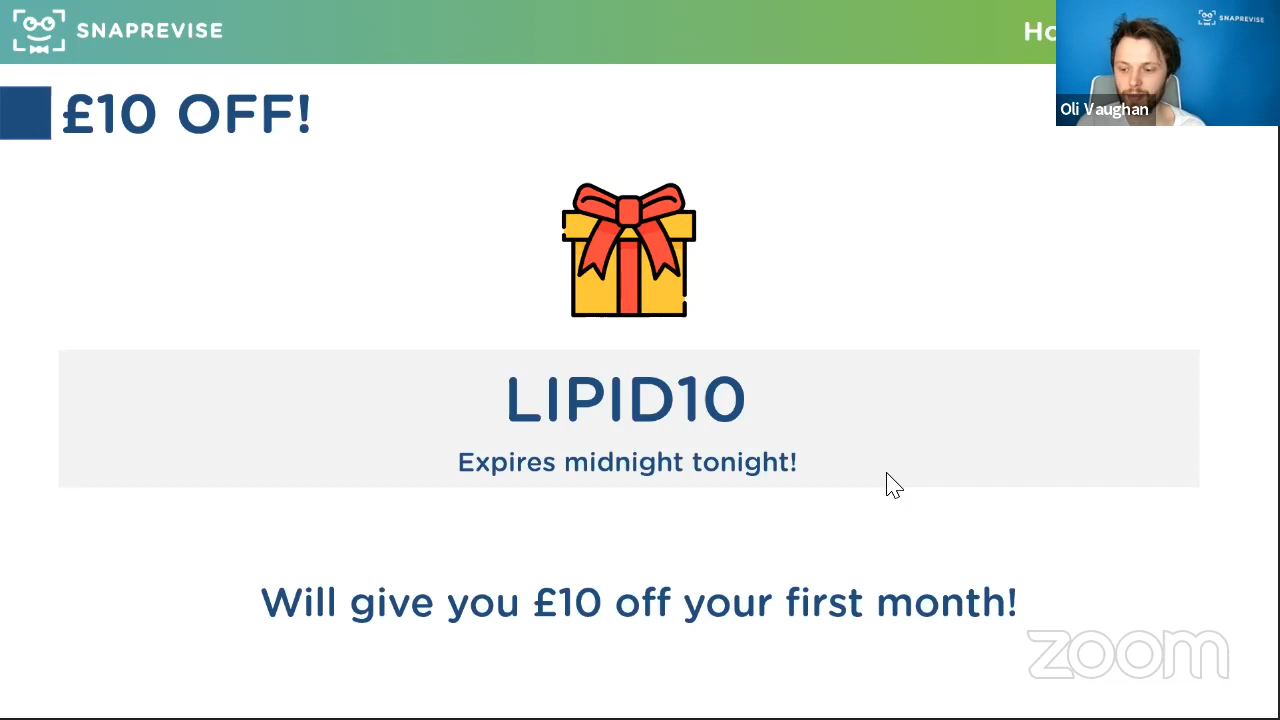 SNAPREVISE
SNAPREVISE
Oli Vaughan
£10 OFF!
LIPID10
Expires midnight tonight!
Will give you £10 off your first month!
zoom